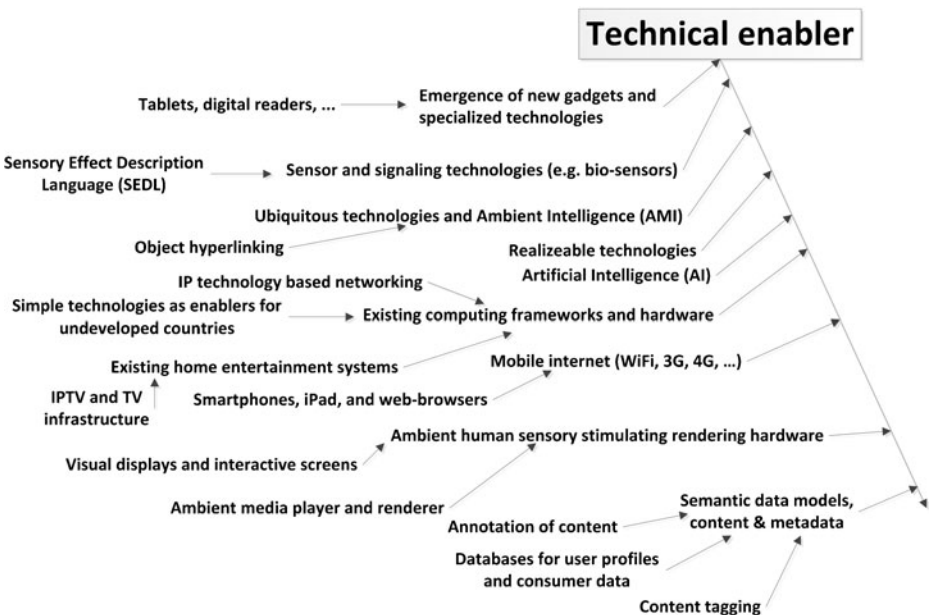 Technical enabler
Tablets, digital readers, ...
Emergence of new gadgets and
specialized technologies
Sensory Effect Description
Language (SEDL)
Sensor and signaling technologies (e.g. bio-sensors)
Ubiquitous technologies and Ambient Intelligence (AMI)
Object hyperlinking
Realizeable technologies
Artificial Intelligence (AI)
IP technology based networking
Simple technologies as enablers for
undeveloped countries
Existing computing frameworks and hardware
Existing home entertainment systems
Mobile internet (WiFi, 3G, 4G, ...)
IPTV and TV
infrastructure
Smartphones, iPad, and web-browsers
Ambient human sensory stimulating rendering hardware
Visual displays and interactive screens
Ambient media player and renderer
Semantic data models,
content & metadata
Annotation of content
Databases for user profiles
and consumer data
Content tagging